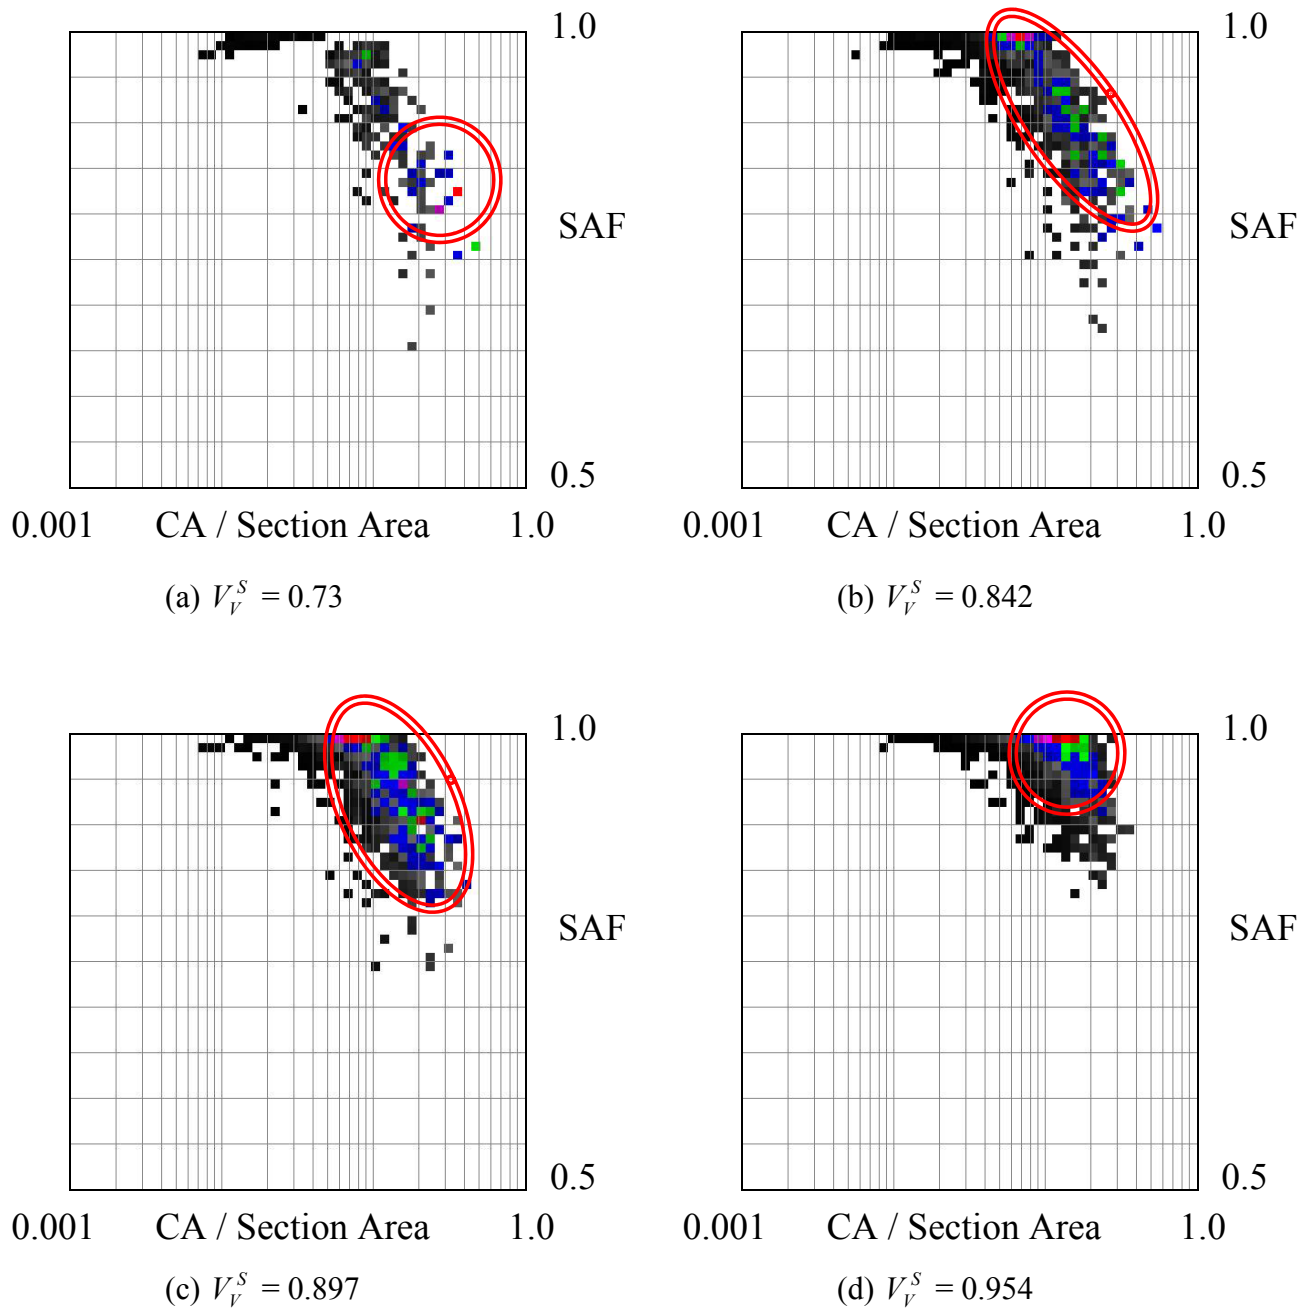 1.0 1.0
SAF SAF
0.5 0.5
0.001 CA / Section Area 1.0 0.001 CA / Section Area 1.0
(a) V_V^S = 0.73 (b) V_V^S = 0.842
1.0 1.0
SAF SAF
0.5 0.5
0.001 CA / Section Area 1.0 0.001 CA / Section Area 1.0
(c) V_V^S = 0.897 (d) V_V^S = 0.954